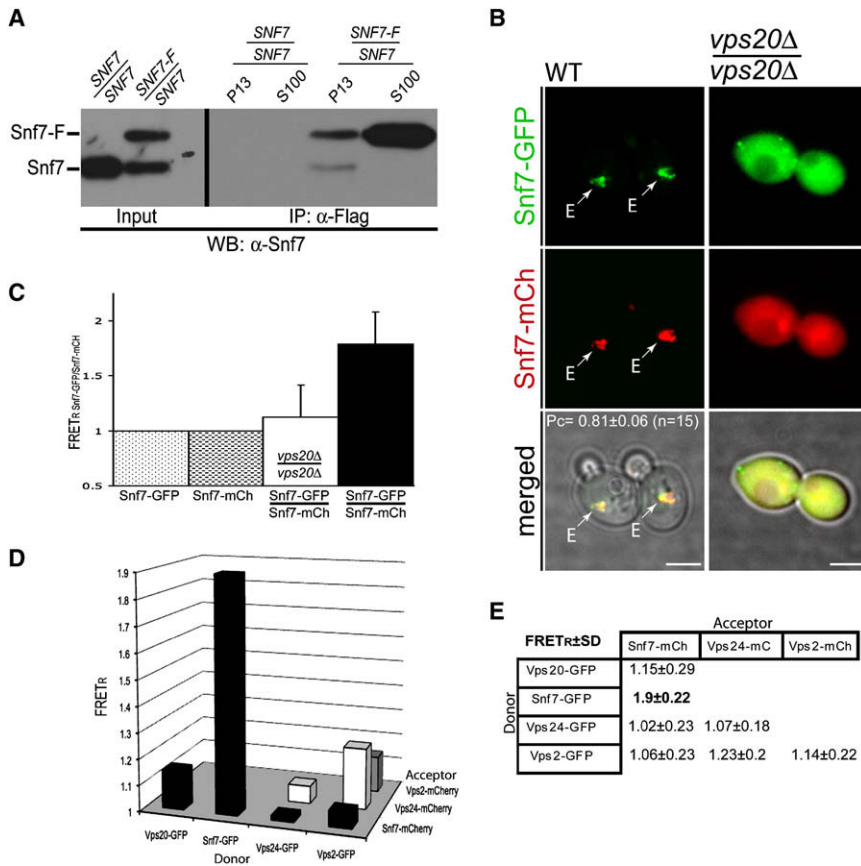 A
SNF7
SNF7
SNF7-F
SNF7
SNF7
SNF7
SNF7-F
SNF7
P13
S100
P13
S100
Snf7-F
Snf7
Input
IP: α-Flag
WB: α-Snf7
B
WT
vps20Δ
vps20Δ
Snf7-GFP
E
E
Snf7-mCh
E
E
merged
Pc= 0.81±0.06 (n=15)
E
E
C
FRETR Snf7-GFP/Snf7-mCH
2
1.5
1
0.5
vps20Δ
vps20Δ
Snf7-GFP
Snf7-mCh
Snf7-GFP
Snf7-mCh
Snf7-GFP
Snf7-mCh
D
FRETR
1.9
1.8
1.7
1.6
1.5
1.4
1.3
1.2
1.1
1
Acceptor
Vps2-mCherry
Vps24-mCherry
Snf7-mCherry
Vps20-GFP
Snf7-GFP
Vps24-GFP
Vps2-GFP
Donor
E
Acceptor
FRETR±SD Snf7-mCh Vps24-mC Vps2-mCh
Donor
Vps20-GFP 1.15±0.29
Snf7-GFP 1.9±0.22
Vps24-GFP 1.02±0.23 1.07±0.18
Vps2-GFP 1.06±0.23 1.23±0.2 1.14±0.22